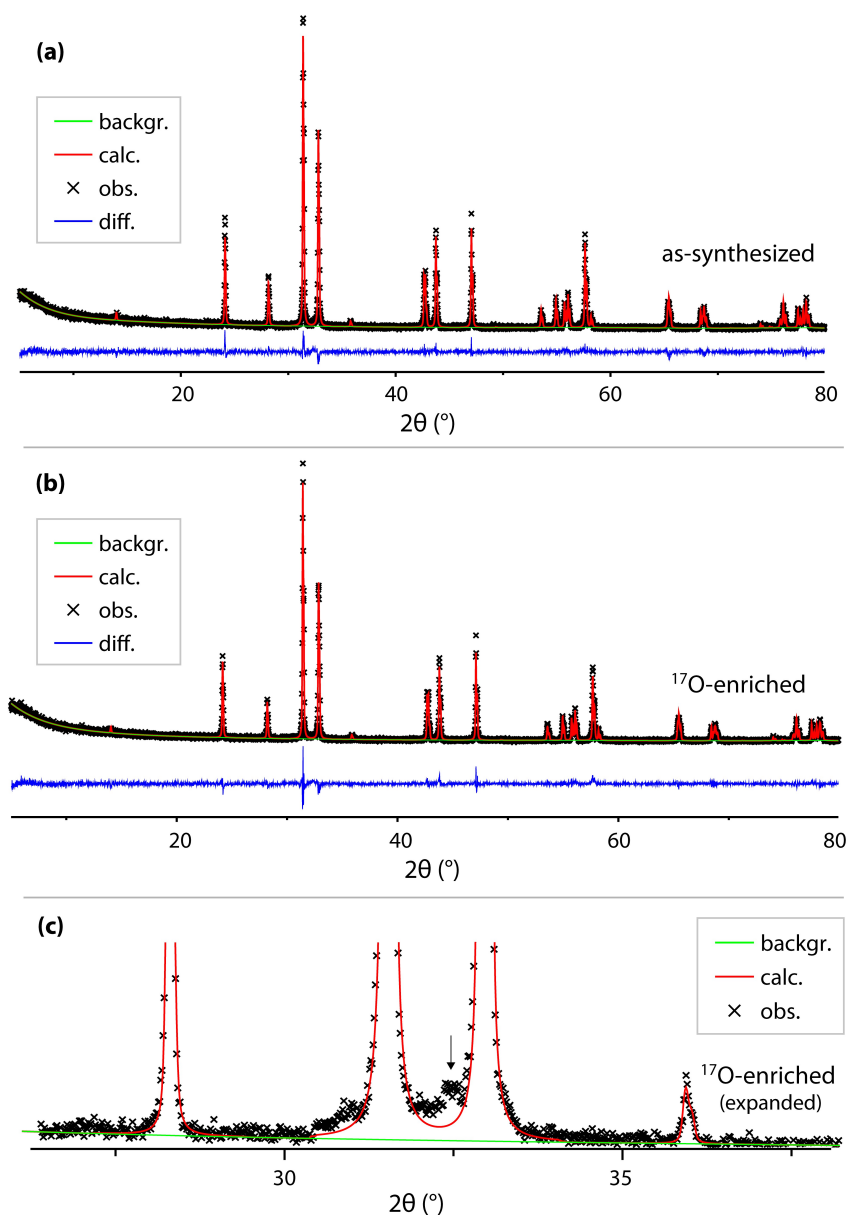 (a)
backgr.
calc.
obs.
diff.
as-synthesized
20 40 60 80
2θ (°)
(b)
backgr.
calc.
obs.
diff.
¹⁷O-enriched
20 40 60 80
2θ (°)
(c)
backgr.
calc.
obs.
¹⁷O-enriched
(expanded)
30 35
2θ (°)